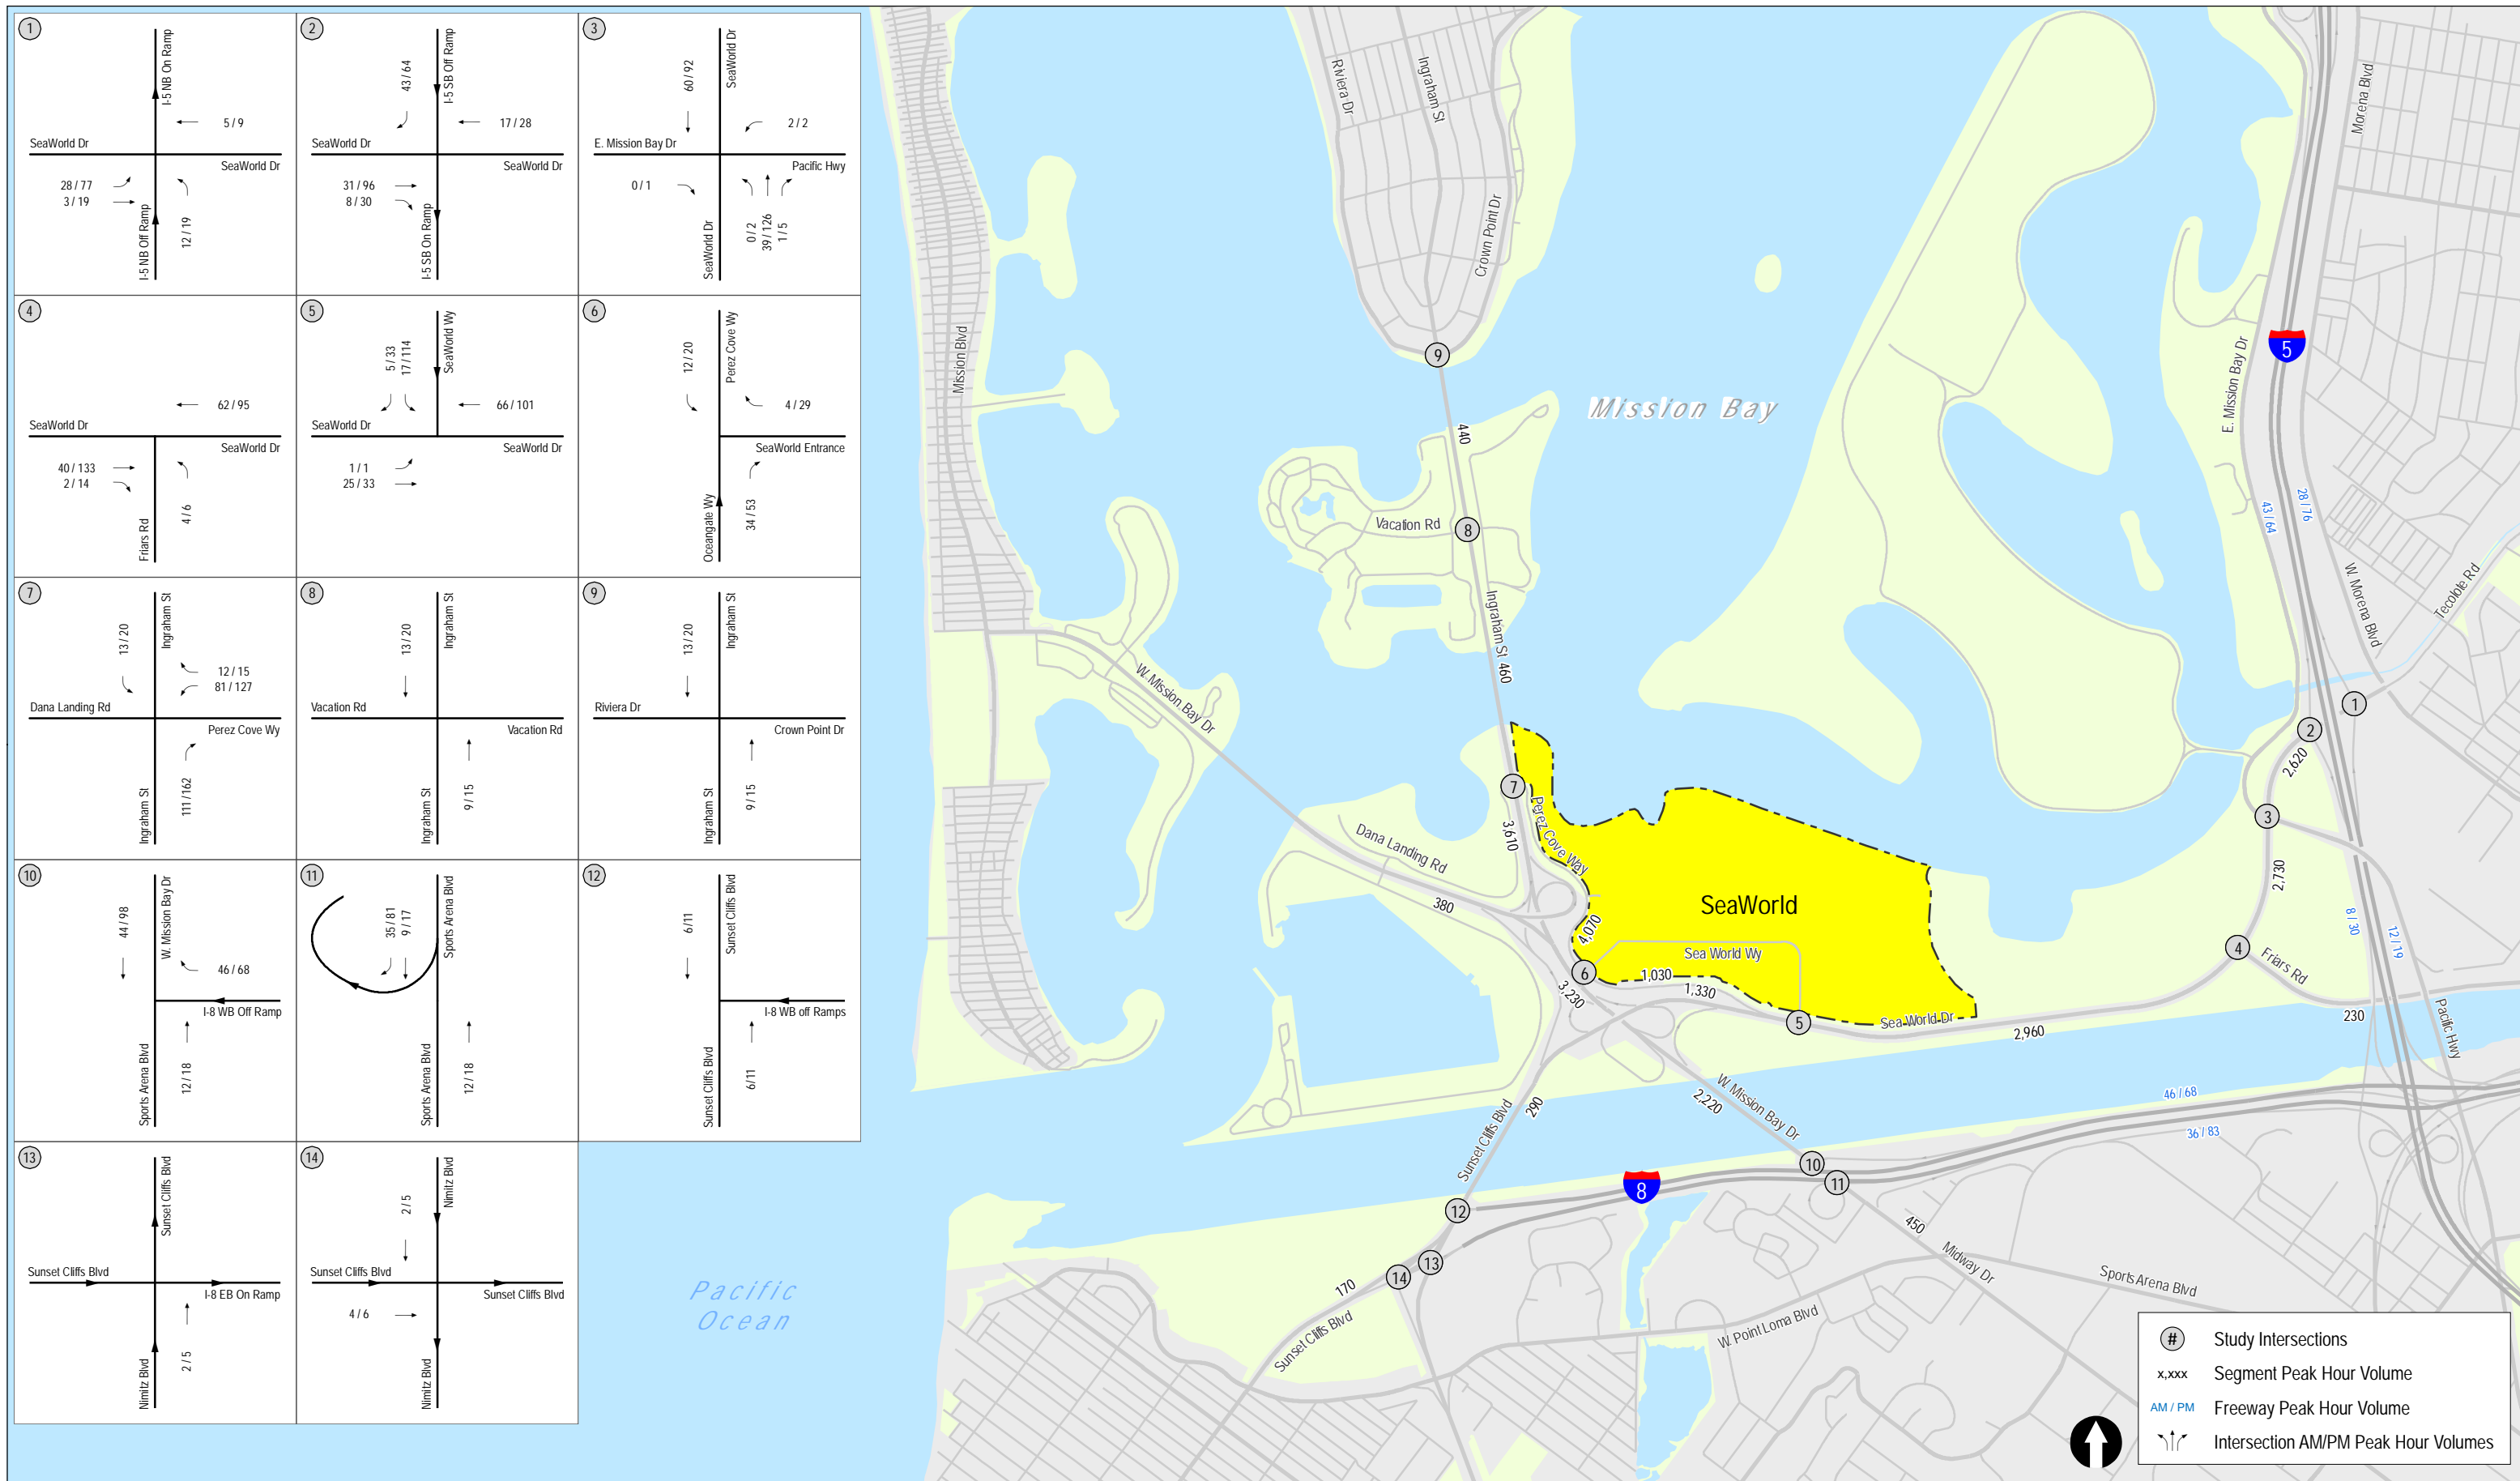 1
I-5 NB On Ramp
5 / 9
SeaWorld Dr
SeaWorld Dr
28 / 77
3 / 19
I-5 NB Off Ramp
12 / 19
2
43 / 64
I-5 SB Off Ramp
17 / 28
SeaWorld Dr
SeaWorld Dr
31 / 96
8 / 30
I-5 SB On Ramp
3
60 / 92
SeaWorld Dr
2 / 2
E. Mission Bay Dr
Pacific Hwy
0 / 1
SeaWorld Dr
0 / 2
39 / 126
1 / 5
4
62 / 95
SeaWorld Dr
SeaWorld Dr
40 / 133
2 / 14
Friars Rd
4 / 6
5
5 / 33
17 / 114
SeaWorld Wy
66 / 101
SeaWorld Dr
SeaWorld Dr
1 / 1
25 / 33
6
12 / 20
Perez Cove Wy
4 / 29
SeaWorld Entrance
Oceangate Wy
34 / 53
7
13 / 20
Ingraham St
12 / 15
81 / 127
Dana Landing Rd
Perez Cove Wy
Ingraham St
111 / 162
8
13 / 20
Ingraham St
Vacation Rd
Vacation Rd
Ingraham St
9 / 15
9
13 / 20
Ingraham St
Riviera Dr
Crown Point Dr
Ingraham St
9 / 15
10
44 / 98
W. Mission Bay Dr
46 / 68
I-8 WB Off Ramp
Sports Arena Blvd
12 / 18
11
35 / 81
9 / 17
Sports Arena Blvd
Sports Arena Blvd
12 / 18
12
6/11
Sunset Cliffs Blvd
I-8 WB off Ramps
Sunset Cliffs Blvd
6/11
13
Sunset Cliffs Blvd
Sunset Cliffs Blvd
I-8 EB On Ramp
Nimitz Blvd
2 / 5
14
2 / 5
Nimitz Blvd
Sunset Cliffs Blvd
Sunset Cliffs Blvd
4 / 6
Nimitz Blvd
Riviera Dr
Ingraham St
Crown Point Dr
Mission Blvd
Morena Blvd
E. Mission Bay Dr
5
9
Mission Bay
440
Vacation Rd
8
43 / 64
28 / 76
Ingraham St
460
W. Mission Bay Dr
W. Morena Blvd
Tecolote Rd
1
2
2,620
7
3
3,610
Perez Cove Way
Dana Landing Rd
2,730
380
SeaWorld
4,070
8 / 30
12 / 19
4
Friars Rd
Sea World Wy
6
1,030
1,330
3,230
5
Sea World Dr
2,960
230
Pacific Hwy
290
Sunset Cliffs Blvd
2,220
W. Mission Bay Dr
46 / 68
36 / 83
10
11
8
12
13
14
450
Midway Dr
Sports Arena Blvd
170
Sunset Cliffs Blvd
W. Point Loma Blvd
Pacific
Ocean
# Study Intersections
x,xxx Segment Peak Hour Volume
AM / PM Freeway Peak Hour Volume
Intersection AM/PM Peak Hour Volumes